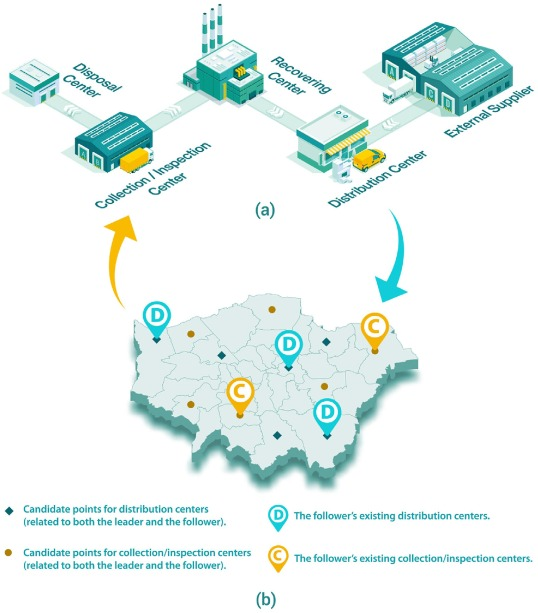 Disposal
Center
Collection / Inspection
Center
Recovering
Center
Distribution Center
External Supplier
(a)
D
D
C
C
D
Candidate points for distribution centers
(related to both the leader and the follower).
D
The follower's existing distribution centers.
Candidate points for collection/inspection centers
(related to both the leader and the follower).
C
The follower's existing collection/inspection centers.
(b)